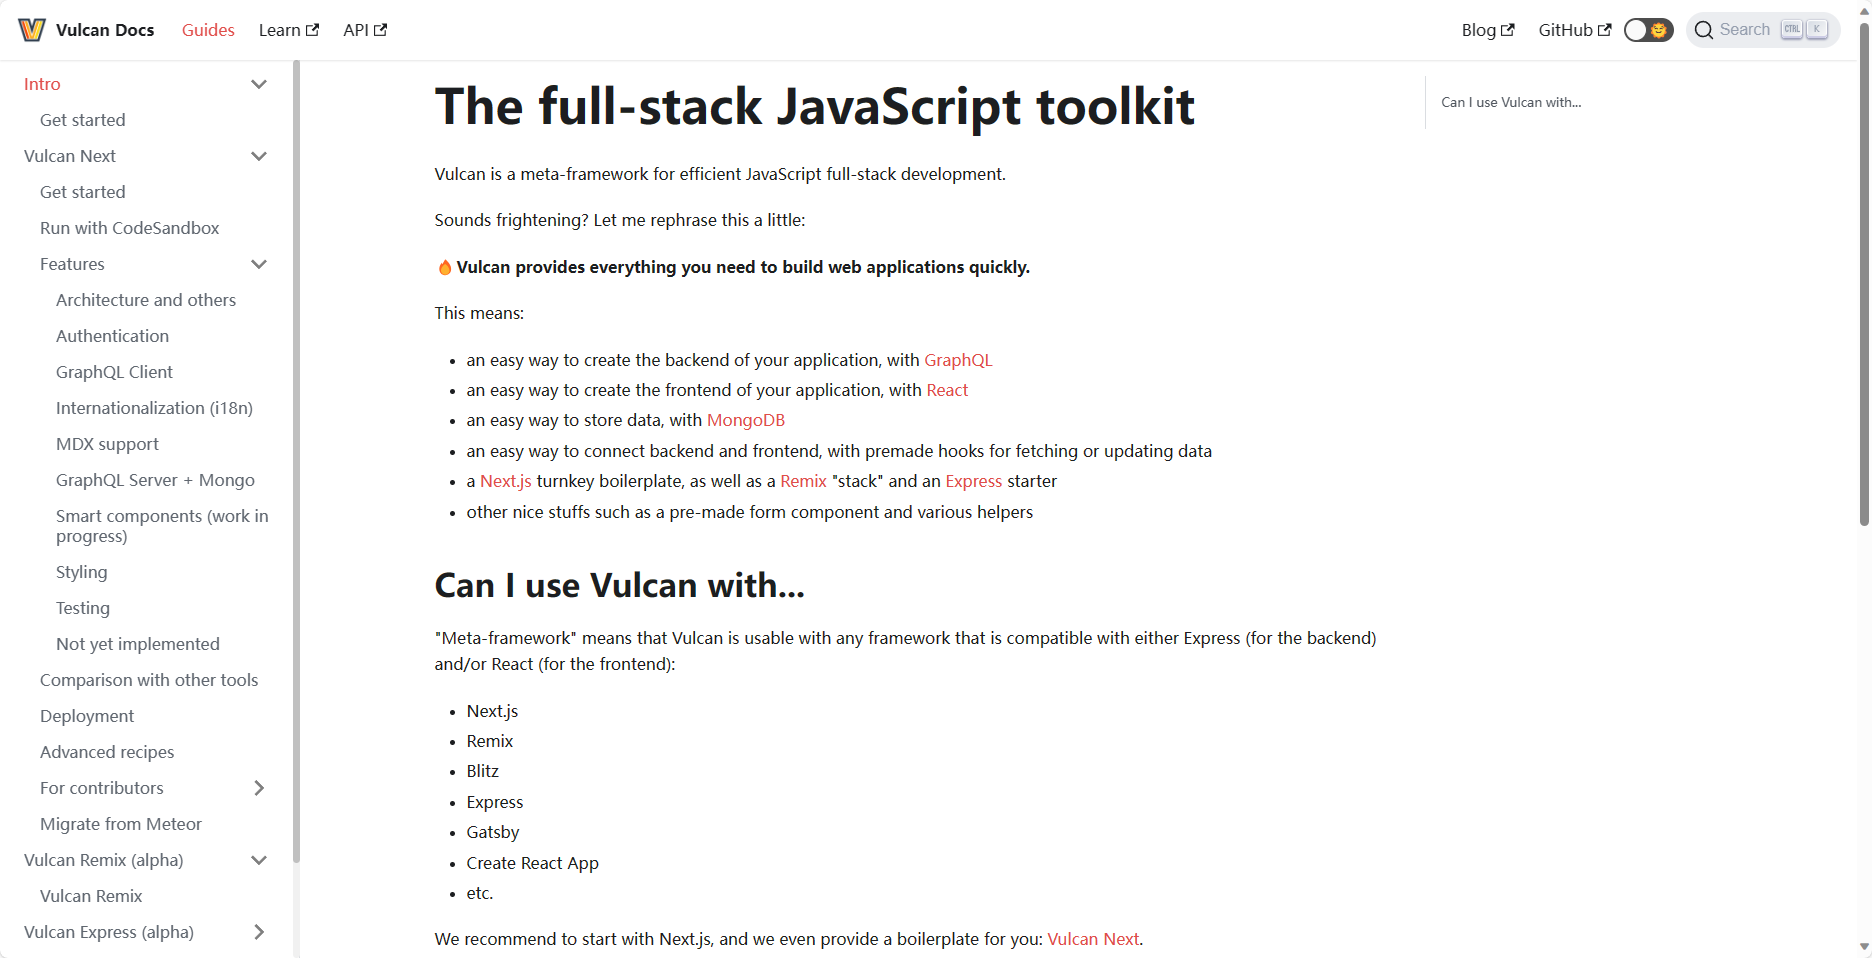 Vulcan Docs Guides Learn API Blog GitHub Search CTRL K
Intro
Get started
Vulcan Next
Get started
Run with CodeSandbox
Features
Architecture and others
Authentication
GraphQL Client
Internationalization (i18n)
MDX support
GraphQL Server + Mongo
Smart components (work in
progress)
Styling
Testing
Not yet implemented
Comparison with other tools
Deployment
Advanced recipes
For contributors
Migrate from Meteor
Vulcan Remix (alpha)
Vulcan Remix
Vulcan Express (alpha)
The full-stack JavaScript toolkit
Vulcan is a meta-framework for efficient JavaScript full-stack development.
Sounds frightening? Let me rephrase this a little:
🔥 Vulcan provides everything you need to build web applications quickly.
This means:
• an easy way to create the backend of your application, with GraphQL
• an easy way to create the frontend of your application, with React
• an easy way to store data, with MongoDB
• an easy way to connect backend and frontend, with premade hooks for fetching or updating data
• a Next.js turnkey boilerplate, as well as a Remix "stack" and an Express starter
• other nice stuffs such as a pre-made form component and various helpers
Can I use Vulcan with...
"Meta-framework" means that Vulcan is usable with any framework that is compatible with either Express (for the backend)
and/or React (for the frontend):
• Next.js
• Remix
• Blitz
• Express
• Gatsby
• Create React App
• etc.
We recommend to start with Next.js, and we even provide a boilerplate for you: Vulcan Next.
Can I use Vulcan with...